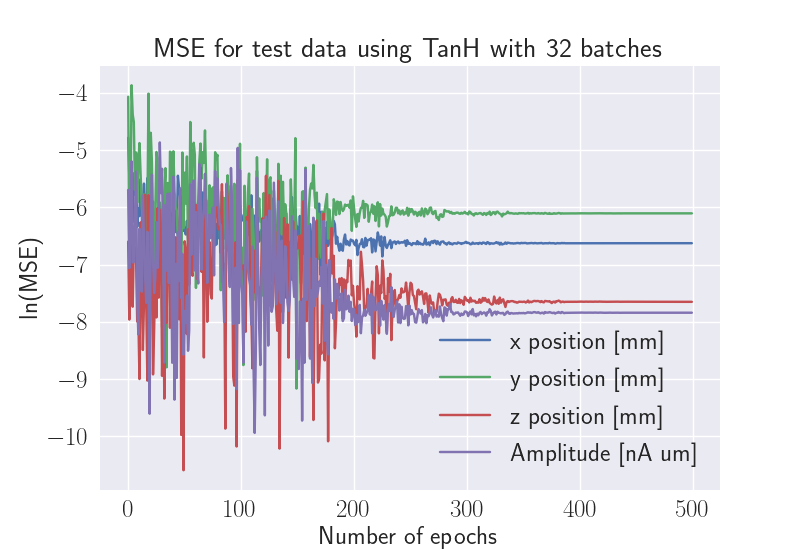 MSE for test data using TanH with 32 batches
ln(MSE)
−4
−5
−6
−7
−8
−9
−10
x position [mm]
y position [mm]
z position [mm]
Amplitude [nA um]
0 100 200 300 400 500
Number of epochs